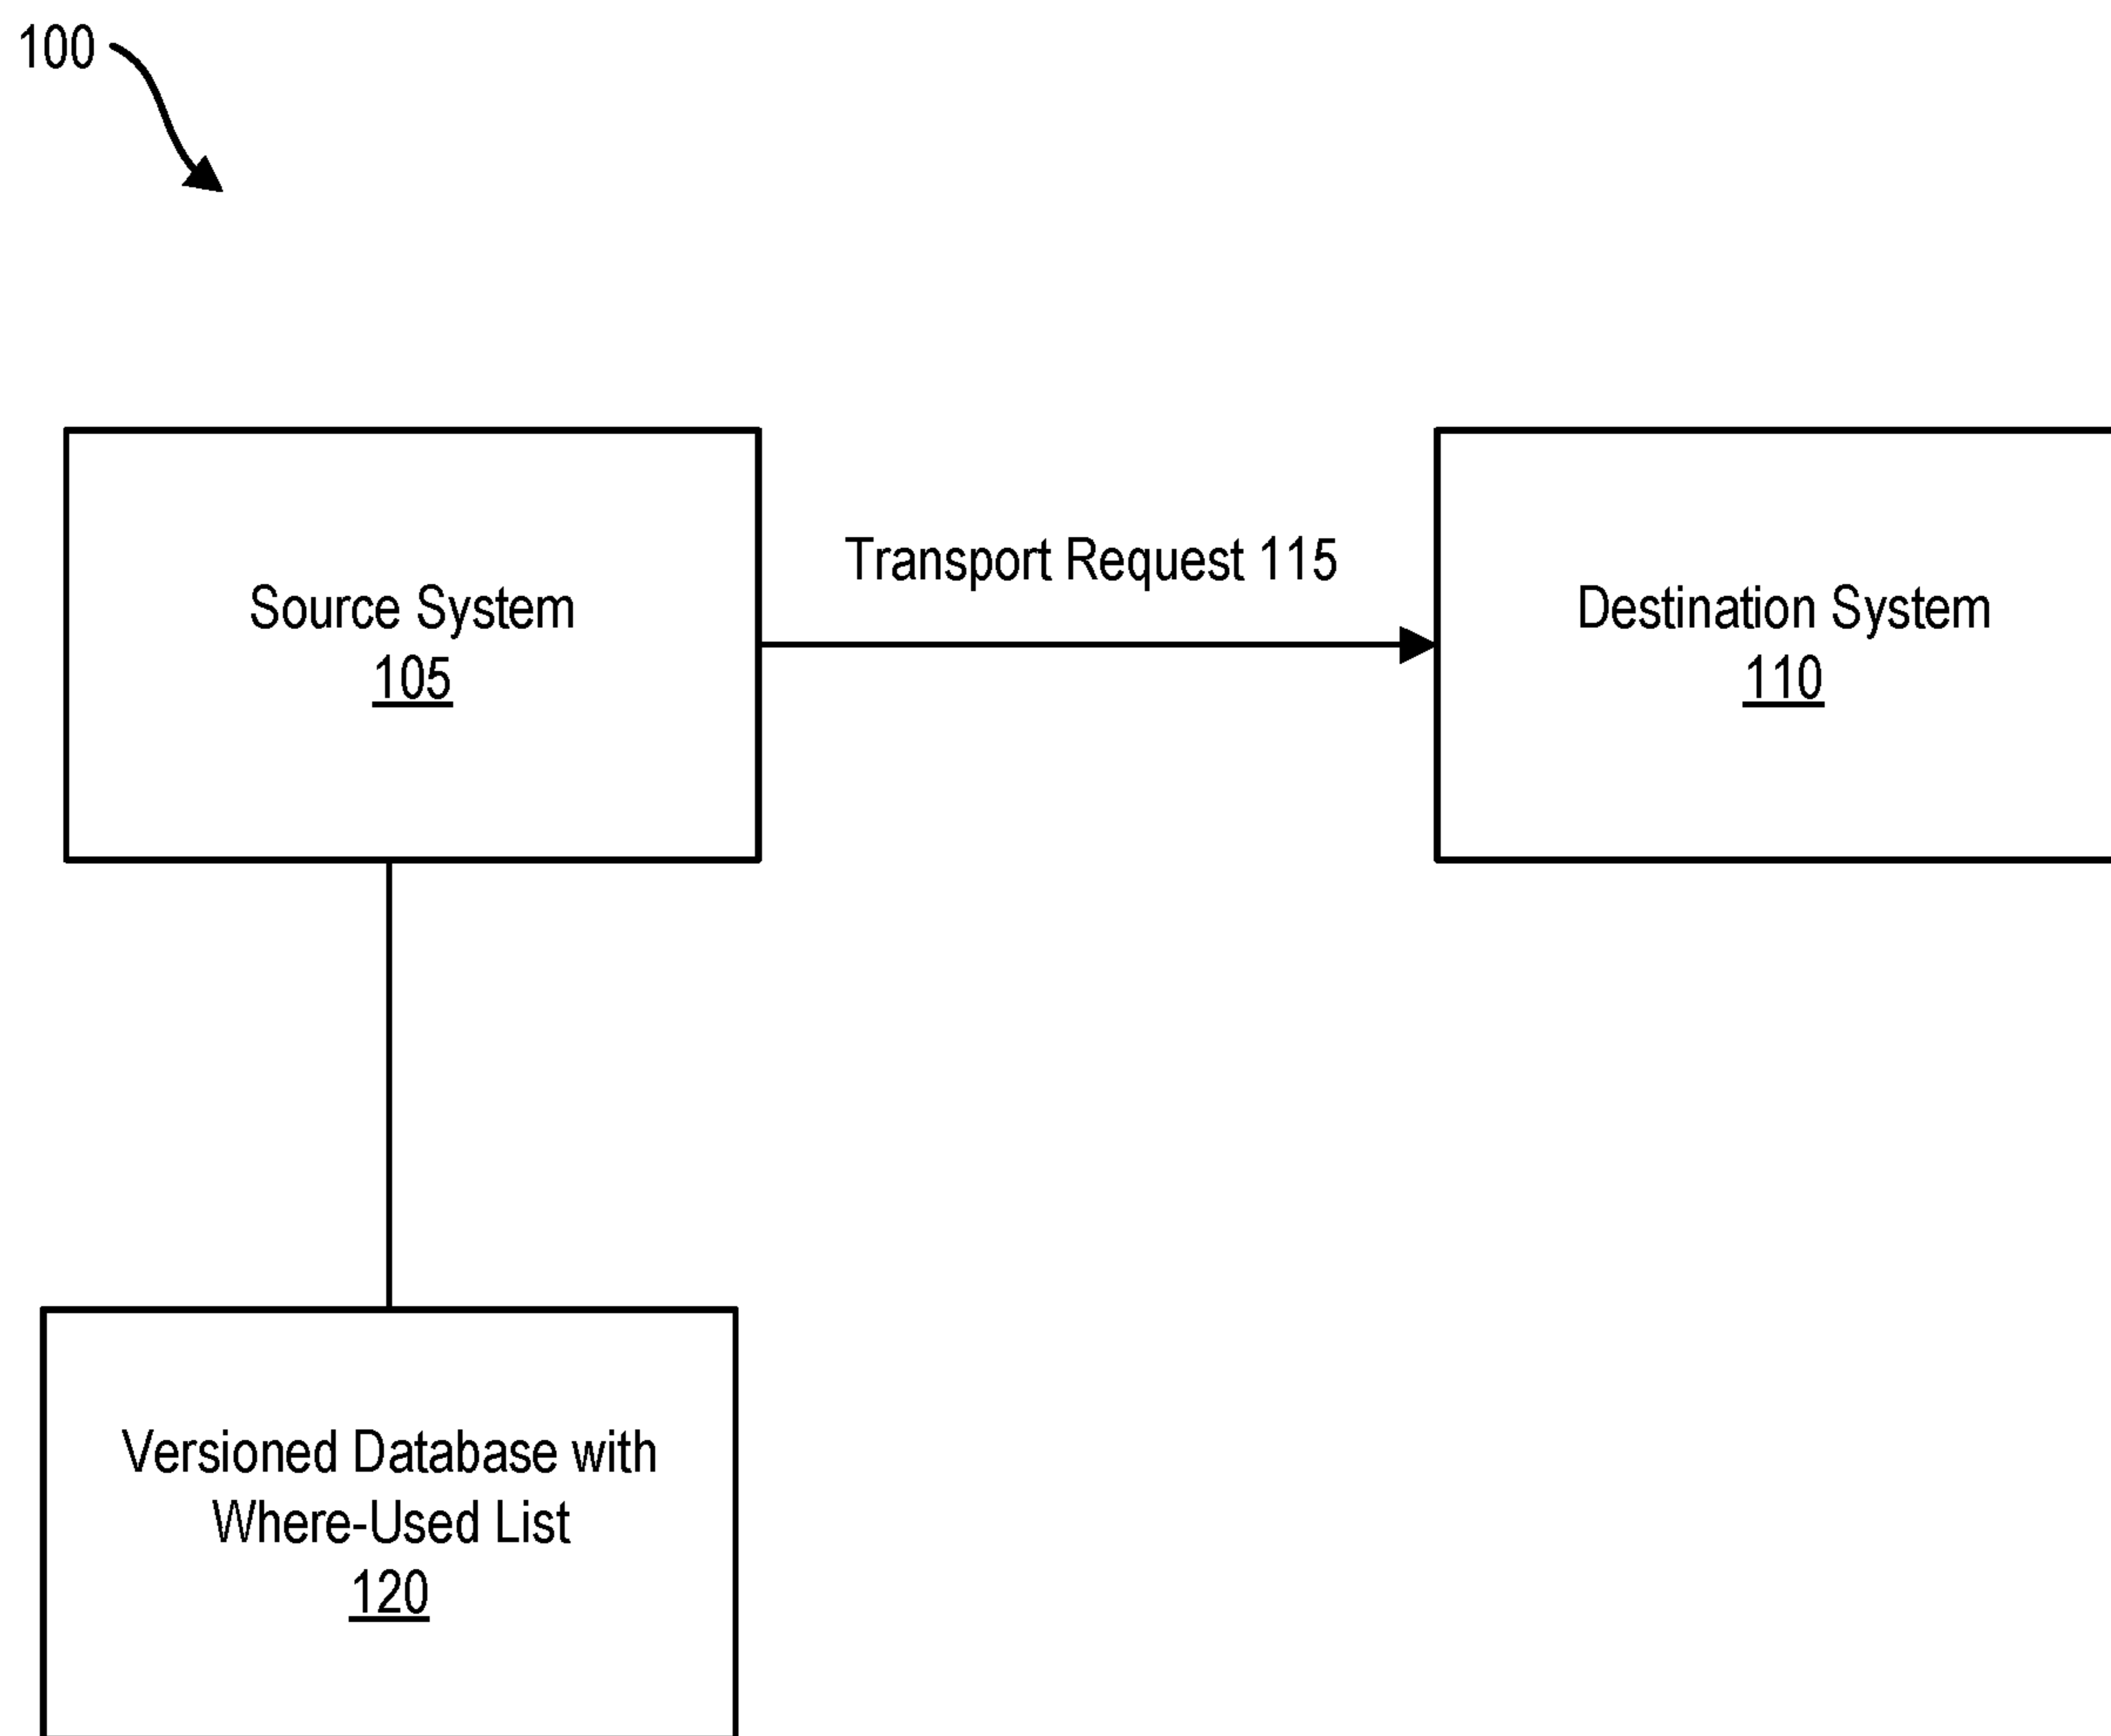 100
Transport Request 115
Source System
105
Destination System
110
Versioned Database with
Where-Used List
120